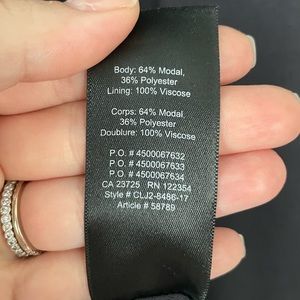 Body: 64% Modal,
36% Polyester
Lining: 100% Viscose
Corps: 64% Modal,
36% Polyester
Doublure: 100% Viscose
P.O. # 4500067632
P.O. # 4500067633
P.O. # 4500067634
CA 23725 RN 122354
Style # CLJ2-8486-17
Article # 58789